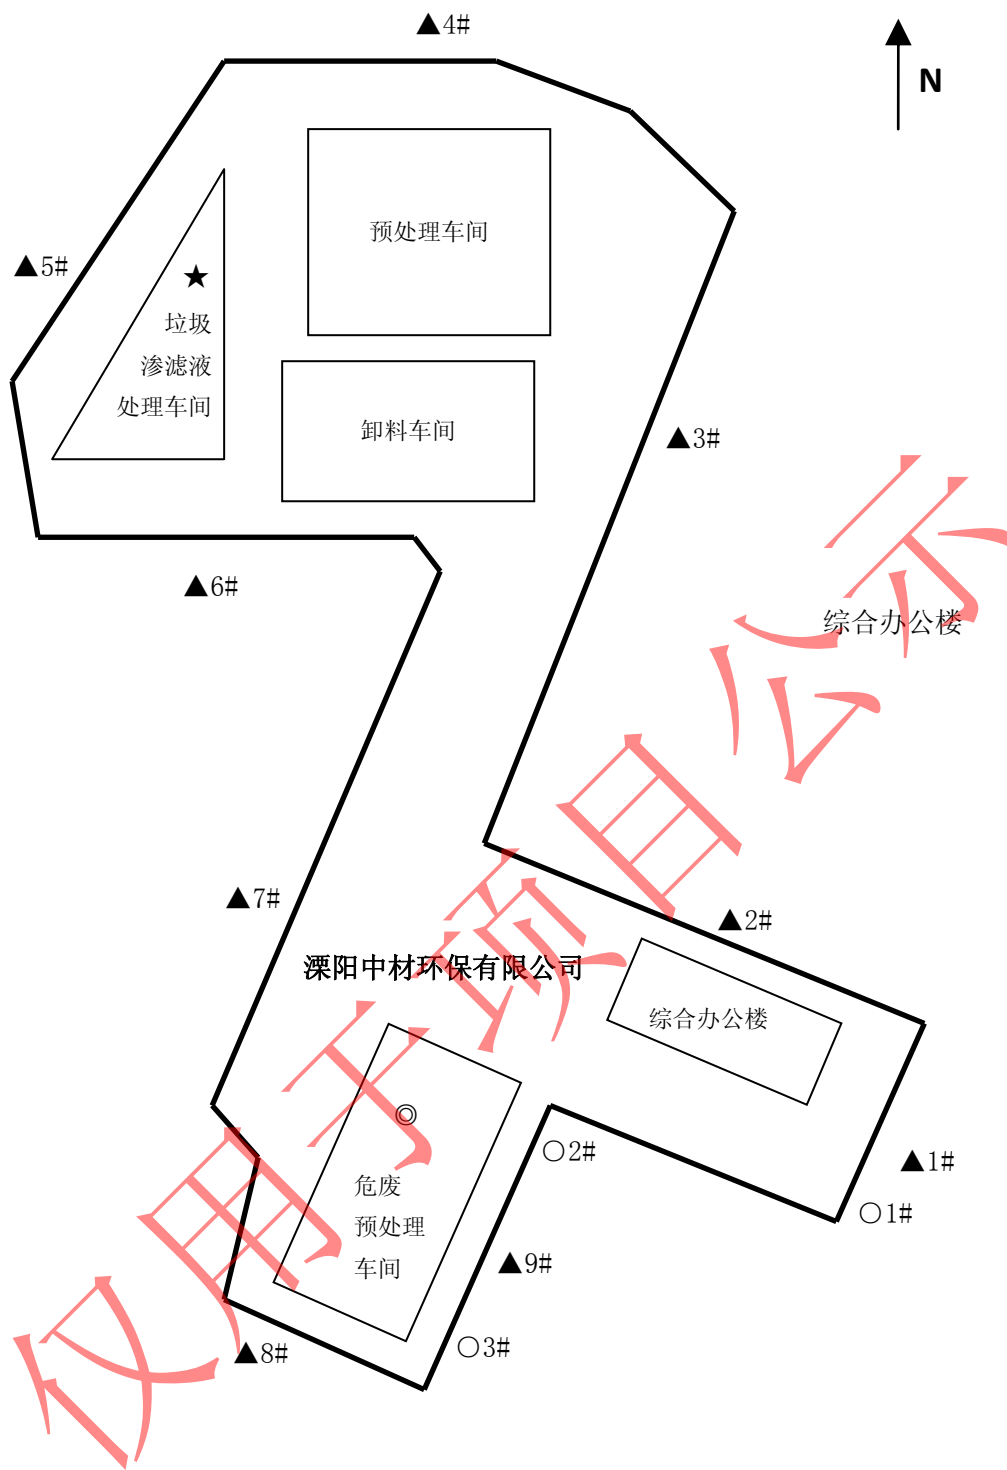 ▲4#
N
预处理车间
▲5#
★
垃圾
渗滤液
处理车间
卸料车间
▲3#
▲6#
综合办公楼
▲7#
▲2#
溧阳中材环保有限公司
综合办公楼
◎
○2#
▲1#
危废
预处理
车间
○1#
▲9#
○3#
▲8#
仅用于项目公示